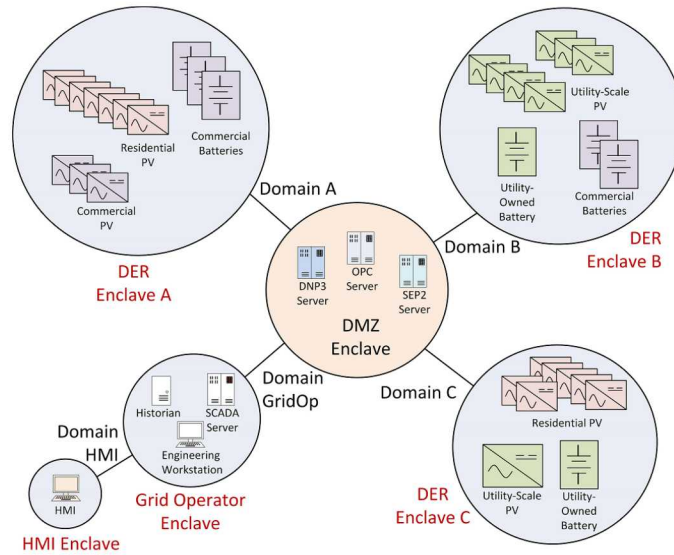 Residential
PV
Commercial
Batteries
Commercial
PV
DER
Enclave A
Domain A
Utility-Scale
PV
Utility-
Owned
Battery
Commercial
Batteries
DER
Enclave B
Domain B
DNP3
Server
OPC
Server
SEP2
Server
DMZ
Enclave
Domain
GridOp
Domain C
Historian
SCADA
Server
Engineering
Workstation
Grid Operator
Enclave
Domain
HMI
HMI
HMI Enclave
Residential PV
Utility-Scale
PV
Utility-
Owned
Battery
DER
Enclave C